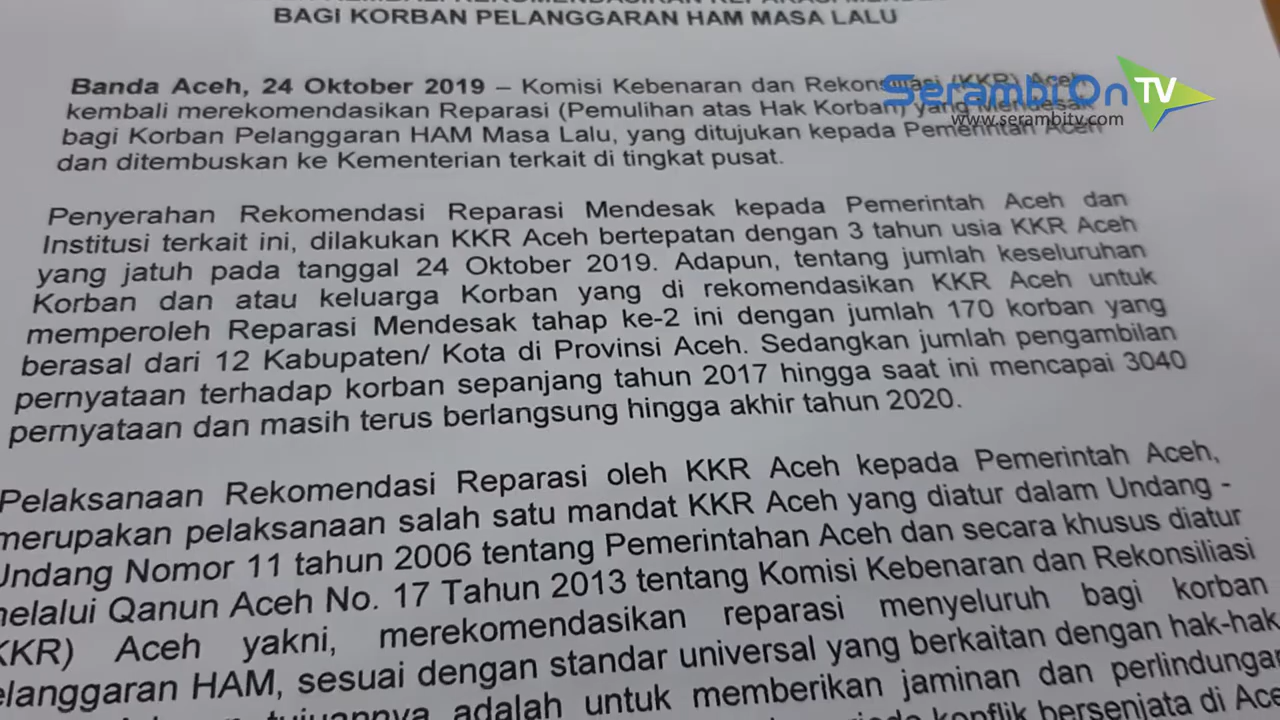 BAGI KORBAN PELANGGARAN HAM MASA LALU
Banda Aceh, 24 Oktober 2019 – Komisi Kebenaran dan Rekonsiliasi (KKR) Aceh
kembali merekomendasikan Reparasi (Pemulihan atas Hak Korban) yang Mendesak
bagi Korban Pelanggaran HAM Masa Lalu, yang ditujukan kepada Pemerintah Aceh
dan ditembuskan ke Kementerian terkait di tingkat pusat.
Serambi On TV
www.serambitv.com
Penyerahan Rekomendasi Reparasi Mendesak kepada Pemerintah Aceh dan
Institusi terkait ini, dilakukan KKR Aceh bertepatan dengan 3 tahun usia KKR Aceh
yang jatuh pada tanggal 24 Oktober 2019. Adapun, tentang jumlah keseluruhan
Korban dan atau keluarga Korban yang di rekomendasikan KKR Aceh untuk
memperoleh Reparasi Mendesak tahap ke-2 ini dengan jumlah 170 korban yang
berasal dari 12 Kabupaten/ Kota di Provinsi Aceh. Sedangkan jumlah pengambilan
pernyataan terhadap korban sepanjang tahun 2017 hingga saat ini mencapai 3040
pernyataan dan masih terus berlangsung hingga akhir tahun 2020.
Pelaksanaan Rekomendasi Reparasi oleh KKR Aceh kepada Pemerintah Aceh,
merupakan pelaksanaan salah satu mandat KKR Aceh yang diatur dalam Undang -
Undang Nomor 11 tahun 2006 tentang Pemerintahan Aceh dan secara khusus diatur
melalui Qanun Aceh No. 17 Tahun 2013 tentang Komisi Kebenaran dan Rekonsiliasi
KKR) Aceh yakni, merekomendasikan reparasi menyeluruh bagi korban
elanggaran HAM, sesuai dengan standar universal yang berkaitan dengan hak-hak
tujuannya adalah untuk memberikan jaminan dan perlindungan
konflik bersenjata di Ace